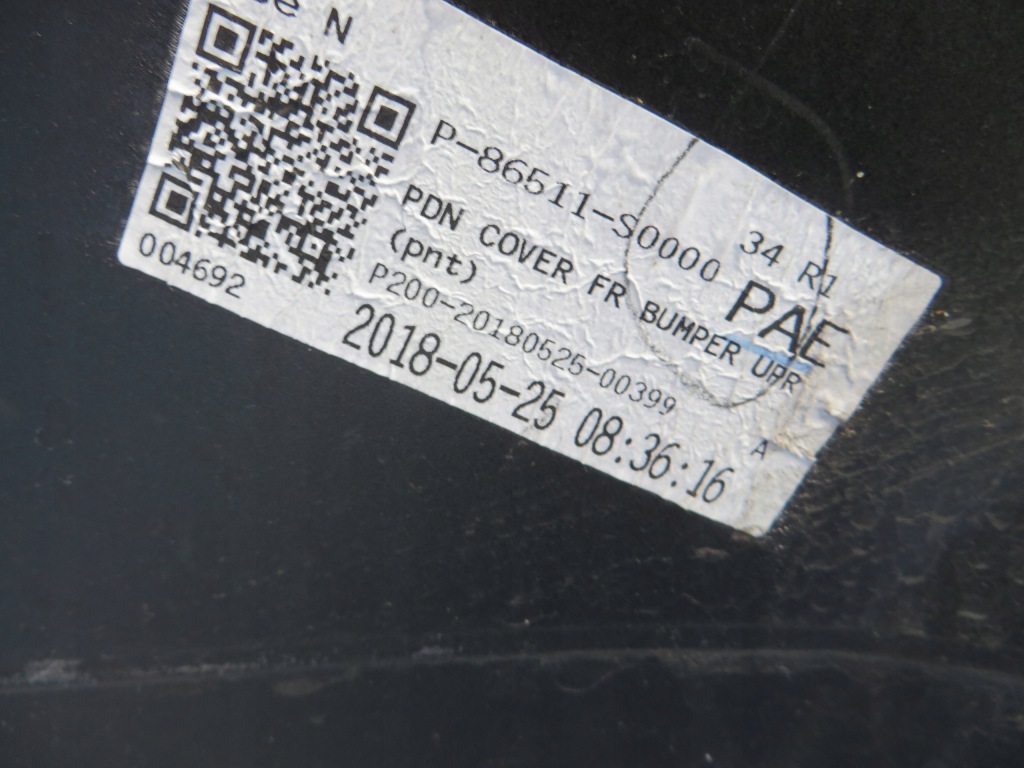 e N
P-86511-S0000 34 R1
PDN COVER FR BUMPER UPR PAE
(pnt)
P200-20180525-00399 A
2018-05-25 08:36:16
004692